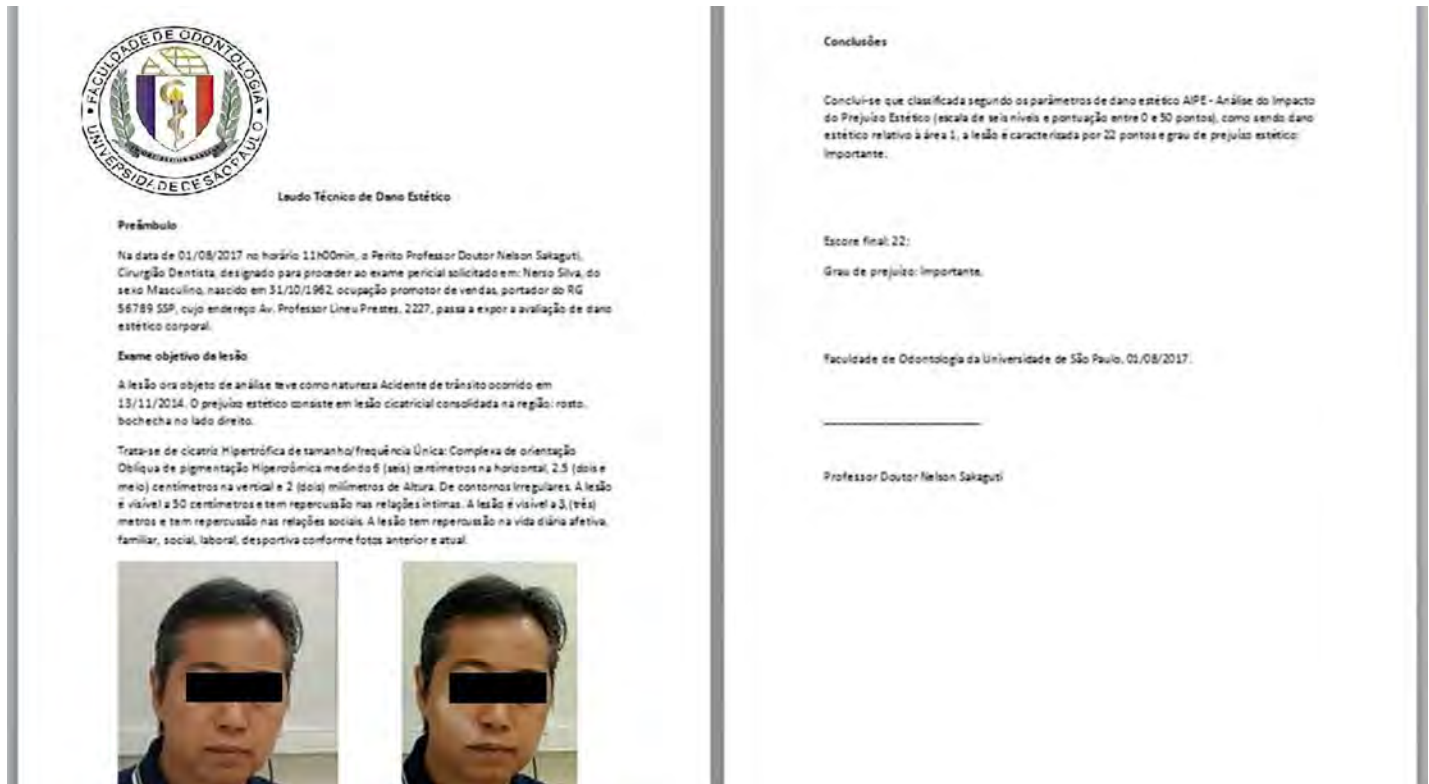 FACULDADE DE ODONTOLOGIA
UNIVERSIDADE DE SÃO PAULO
Laudo Técnico de Dano Estético
Preâmbulo
Na data de 01/08/2017 no horário 11h00min, o Perito Professor Doutor Nelson Sakaguti,
Cirurgião Dentista, designado para proceder ao exame pericial solicitado em: Nerso Silva, do
sexo Masculino, nascido em 31/10/1962, ocupação promotor de vendas, portador do RG
56789 SSP, cujo endereço Av. Professor Lineu Prestes, 2227, passa a expor a avaliação de dano
estético corporal.
Exame objetivo da lesão
A lesão ora objeto de análise teve como natureza Acidente de trânsito ocorrido em
13/11/2014. O prejuízo estético consiste em lesão cicatricial consolidada na região: rosto,
bochecha no lado direito.
Trata-se de cicatriz Hipertrófica de tamanho/frequência Única: Complexa de orientação
Oblíqua de pigmentação Hipercrômica medindo 6 (seis) centímetros na horizontal, 2,5 (dois e
meio) centímetros na vertical e 2 (dois) milímetros de Altura. De contornos Irregulares. A lesão
é visível a 50 centímetros e tem repercussão nas relações íntimas. A lesão é visível a 3 (três)
metros e tem repercussão nas relações sociais. A lesão tem repercussão na vida diária afetiva,
familiar, social, laboral, desportiva conforme fotos anterior e atual.
Conclusões
Conclui-se que classificada segundo os parâmetros de dano estético AIPE - Análise do Impacto
do Prejuízo Estético (escala de seis níveis e pontuação entre 0 e 50 pontos), como sendo dano
estético relativo à área 1, a lesão é caracterizada por 22 pontos e grau de prejuízo estético:
Importante.
Escore final: 22;
Grau de prejuízo: Importante.
Faculdade de Odontologia da Universidade de São Paulo, 01/08/2017.
Professor Doutor Nelson Sakaguti